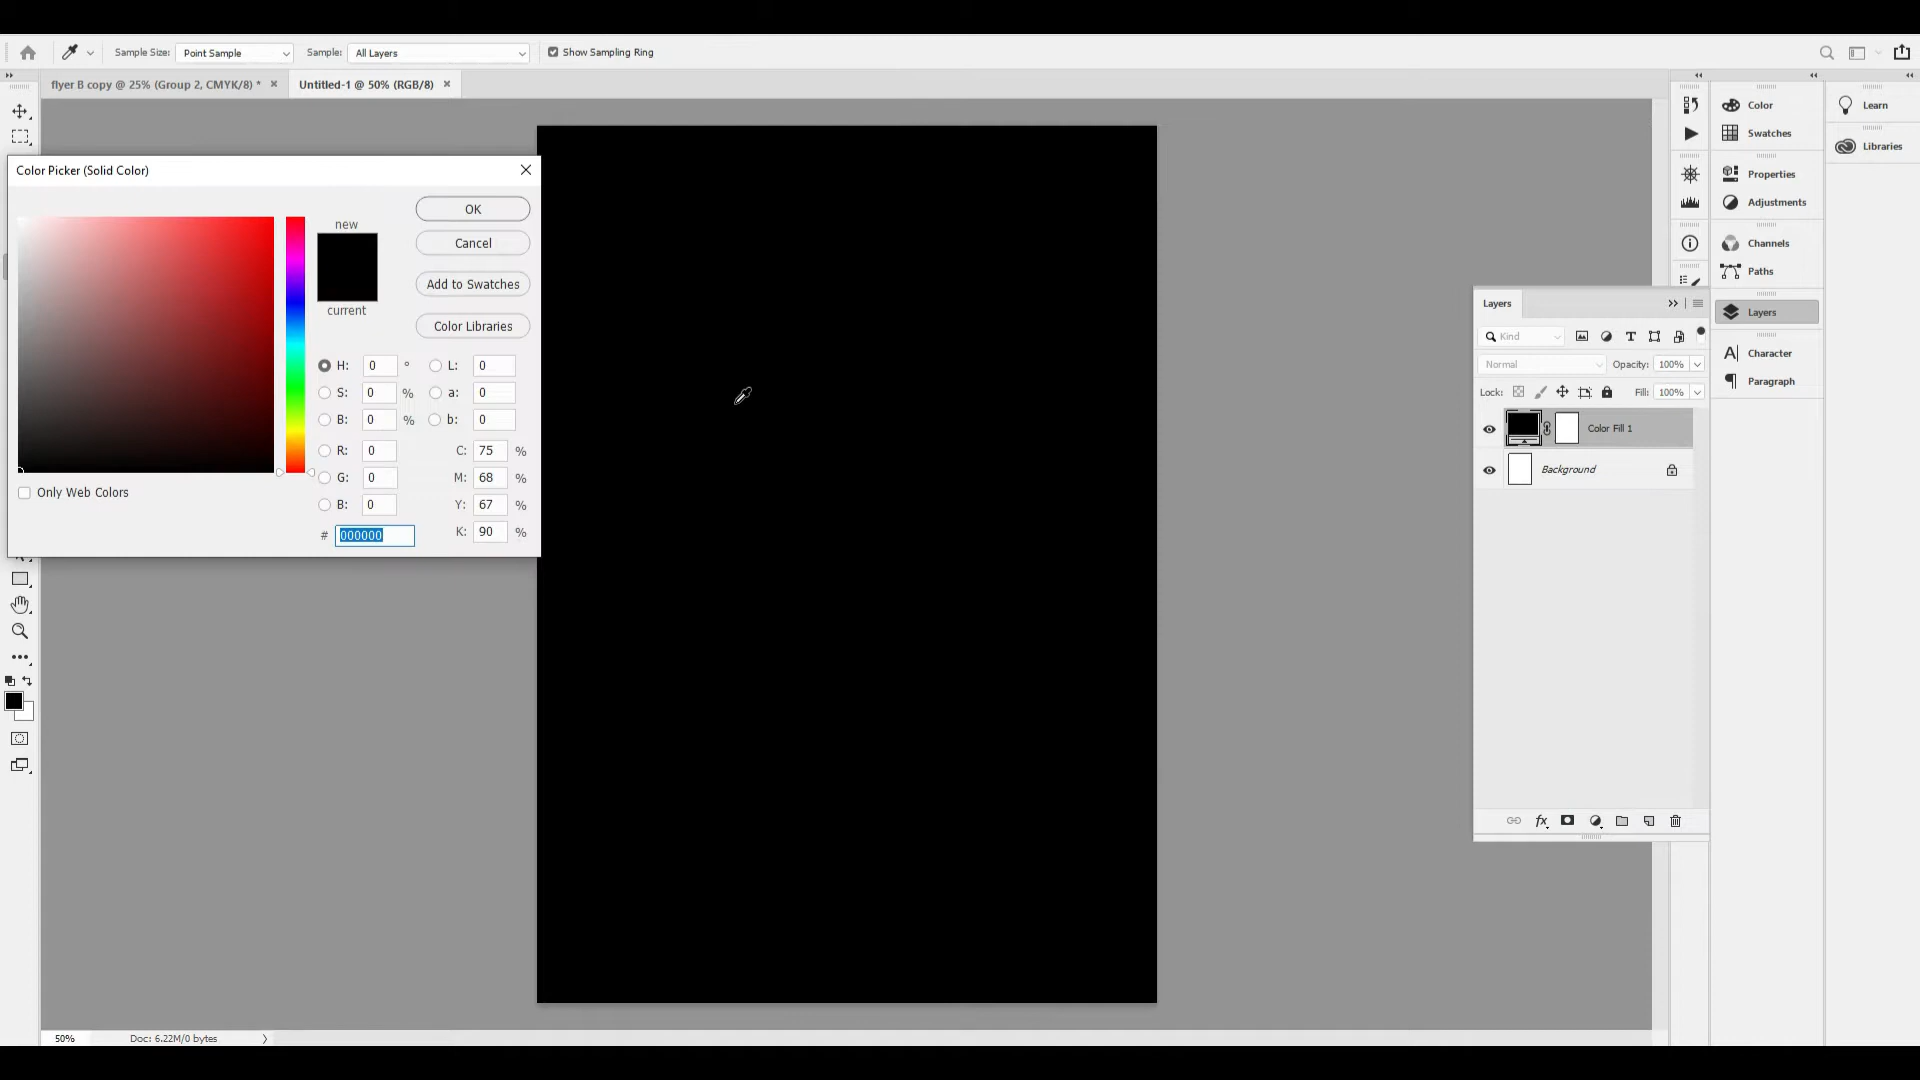 Sample Size: Point Sample Sample: All Layers Show Sampling Ring
flyer B copy @ 25% (Group 2, CMYK/8) * × Untitled-1 @ 50% (RGB/8) ×
Color Picker (Solid Color)
new
current
OK
Cancel
Add to Swatches
Color Libraries
H: 0 ° L: 0
S: 0 % a: 0
B: 0 % b: 0
R: 0 C: 75 %
G: 0 M: 68 %
B: 0 Y: 67 %
# 000000 K: 90 %
Only Web Colors
Color
Swatches
Properties
Adjustments
Channels
Paths
Layers
Character
Paragraph
Learn
Libraries
Layers
Kind
Normal Opacity: 100%
Lock: Fill: 100%
Color Fill 1
Background
50% Doc: 6.22M/0 bytes